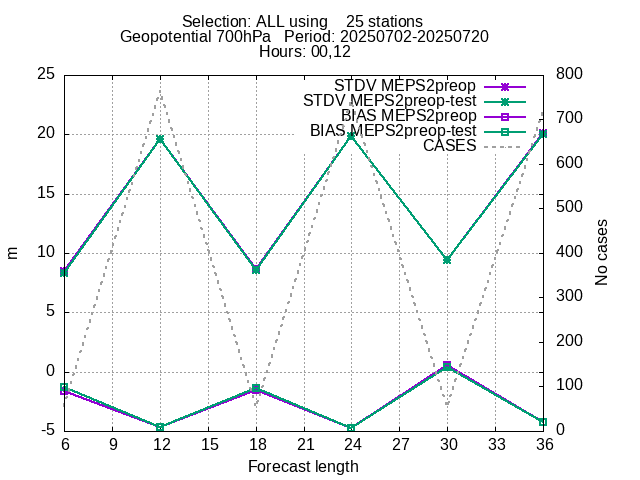 Selection: ALL using    25 stations
Geopotential 700hPa   Period: 20250702-20250720
Hours: 00,12
STDV MEPS2preop
STDV MEPS2preop-test
BIAS MEPS2preop
BIAS MEPS2preop-test
CASES
25
20
15
10
5
0
-5
m
800
700
600
500
400
300
200
100
0
No cases
6 9 12 15 18 21 24 27 30 33 36
Forecast length